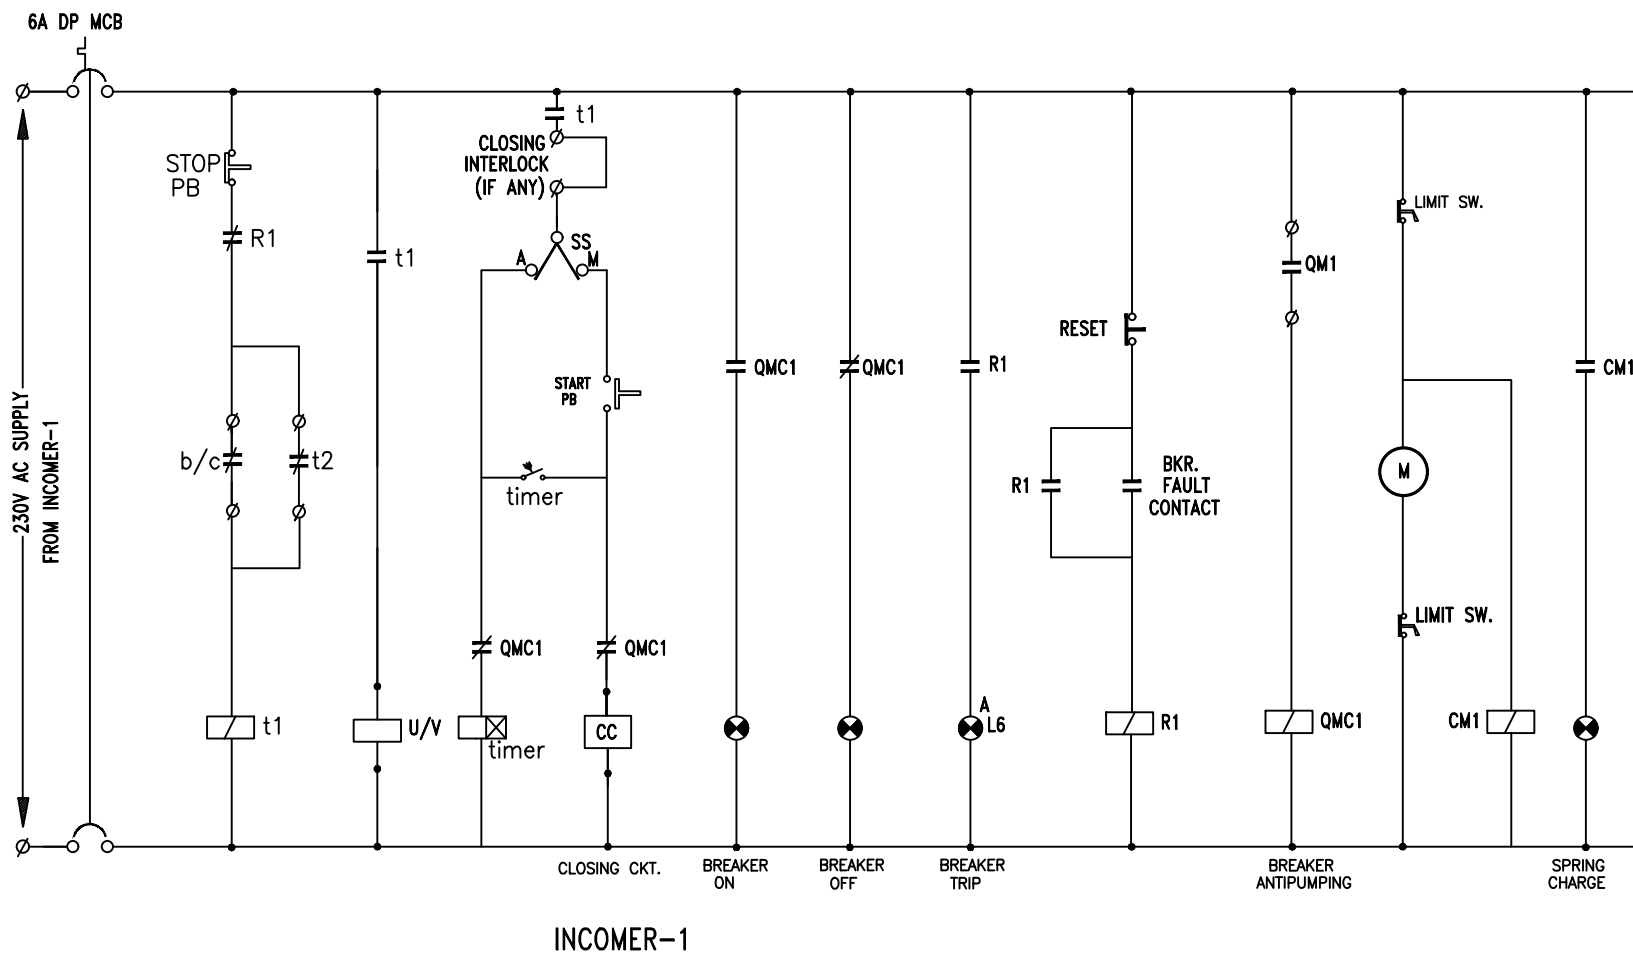 6A DP MCB
230V AC SUPPLY
FROM INCOMER-1
STOP
PB
R1
b/c
t2
t1
t1
U/V
t1
CLOSING
INTERLOCK
(IF ANY)
SS
A
M
START
PB
timer
QMC1
QMC1
timer
CC
CLOSING CKT.
QMC1
BREAKER
ON
QMC1
BREAKER
OFF
R1
A
L6
BREAKER
TRIP
RESET
R1
BKR.
FAULT
CONTACT
R1
QM1
QMC1
BREAKER
ANTIPUMPING
LIMIT SW.
M
LIMIT SW.
CM1
CM1
SPRING
CHARGE
INCOMER-1